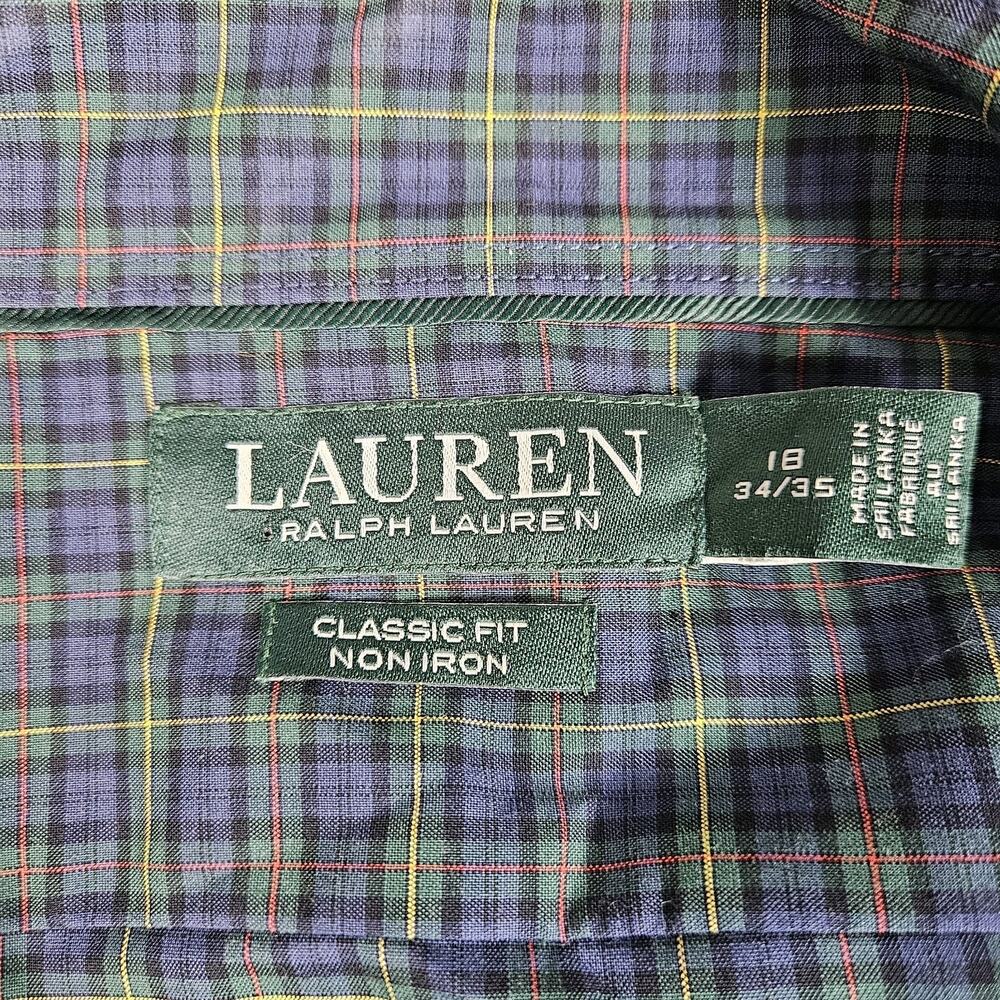 LAUREN
RALPH LAUREN
18
34/35
MADE IN
SRI LANKA
FABRIQUÉ
AU
SRI LANKA
CLASSIC FIT
NON IRON